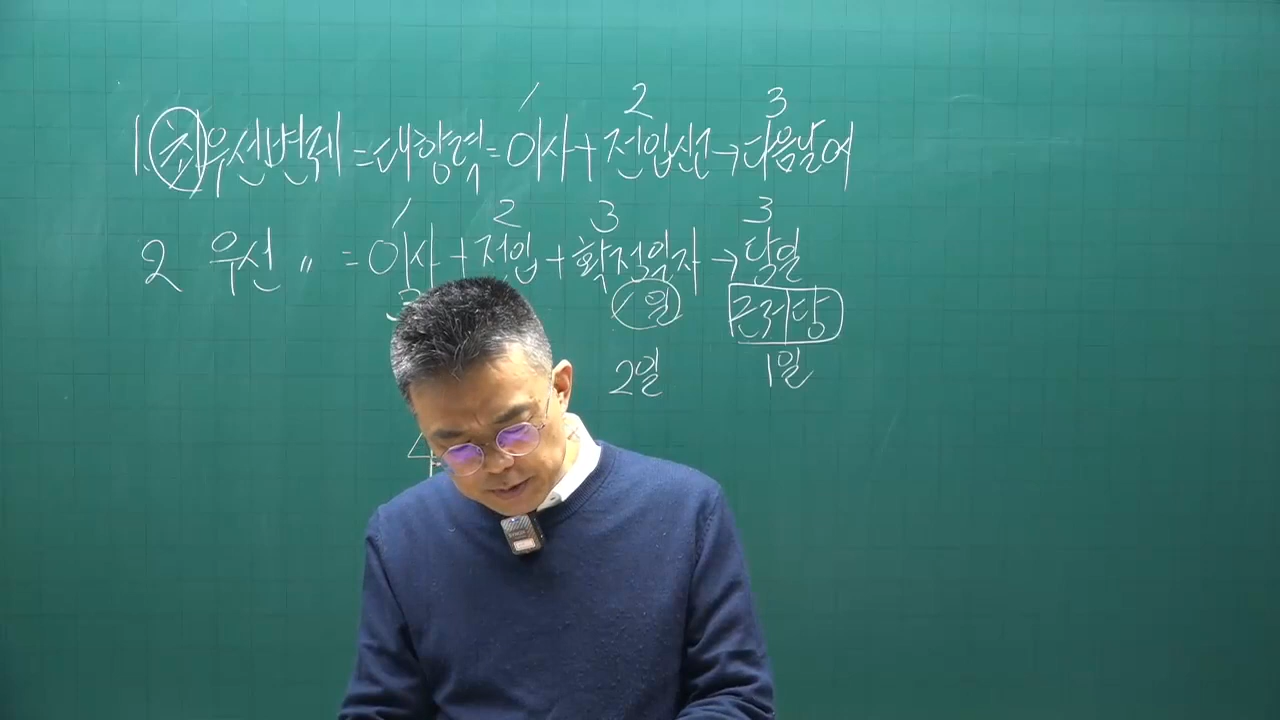 1 2 3
1. 최우선변제 = 대항력 = 이사 + 전입신고 → 다음날 0시
1 2 3 3
2 우선 〃 = 이사 + 전입 + 확정일자 → 당일
1일 근저당
2일 1일